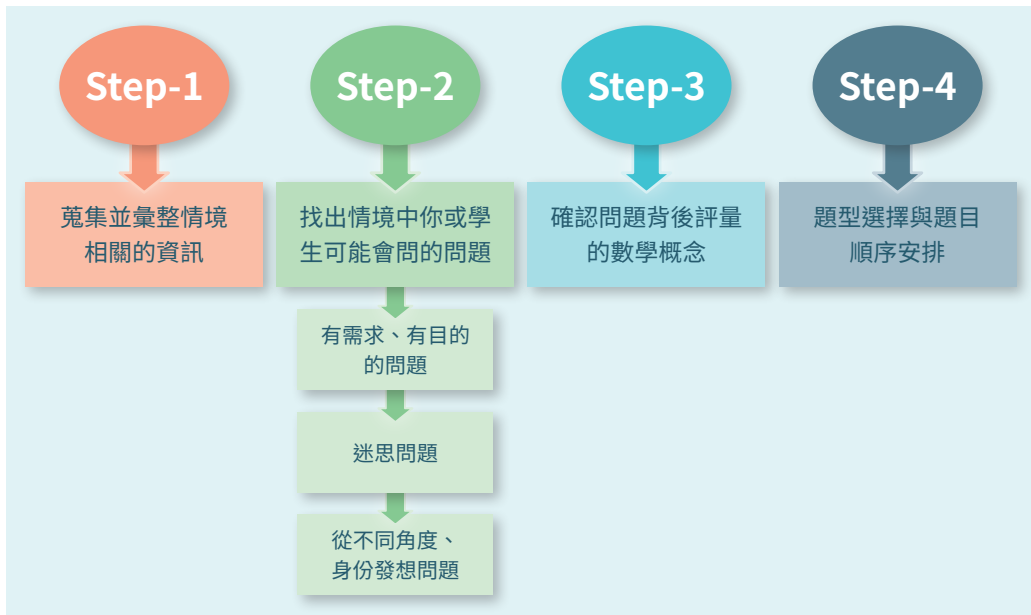 Step-1
蒐集並彙整情境
相關的資訊
Step-2
找出情境中你或學
生可能會問的問題
有需求、有目的
的問題
迷思問題
從不同角度、
身份發想問題
Step-3
確認問題背後評量
的數學概念
Step-4
題型選擇與題目
順序安排